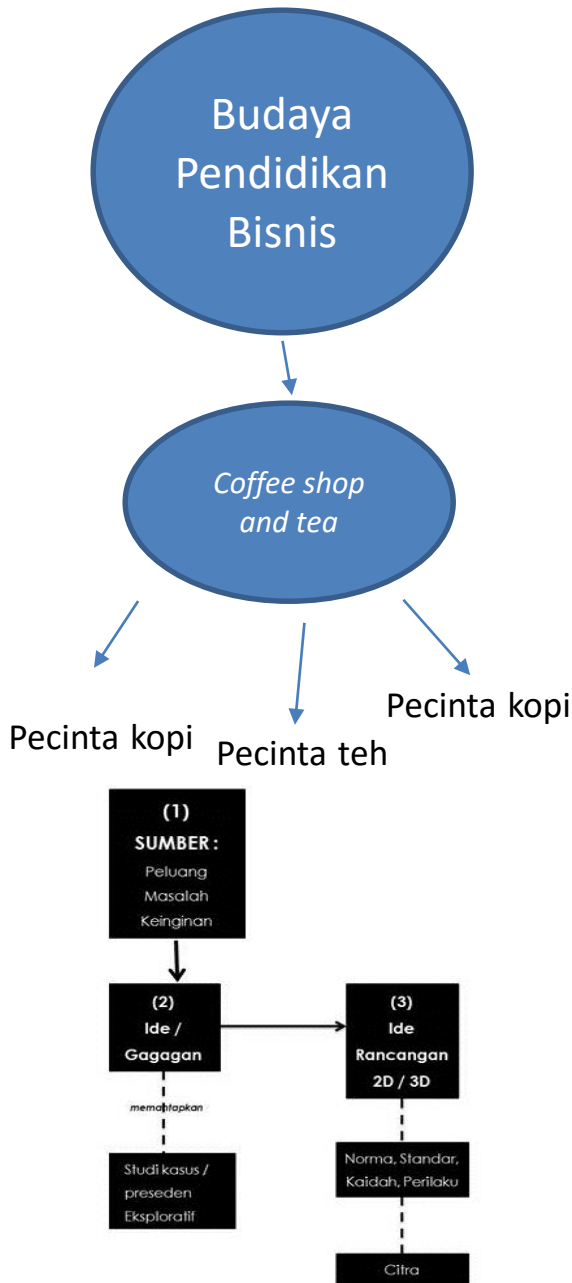 Budaya
Pendidikan
Bisnis
Coffee shop
and tea
Pecinta kopi
Pecinta teh
Pecinta kopi
(1)
SUMBER :
Peluang
Masalah
Keinginan
(2)
Ide /
Gagagan
(3)
Ide
Rancangan
2D / 3D
memantapkan
Studi kasus /
preseden
Eksploratif
Norma, Standar,
Kaidah, Perilaku
Citra